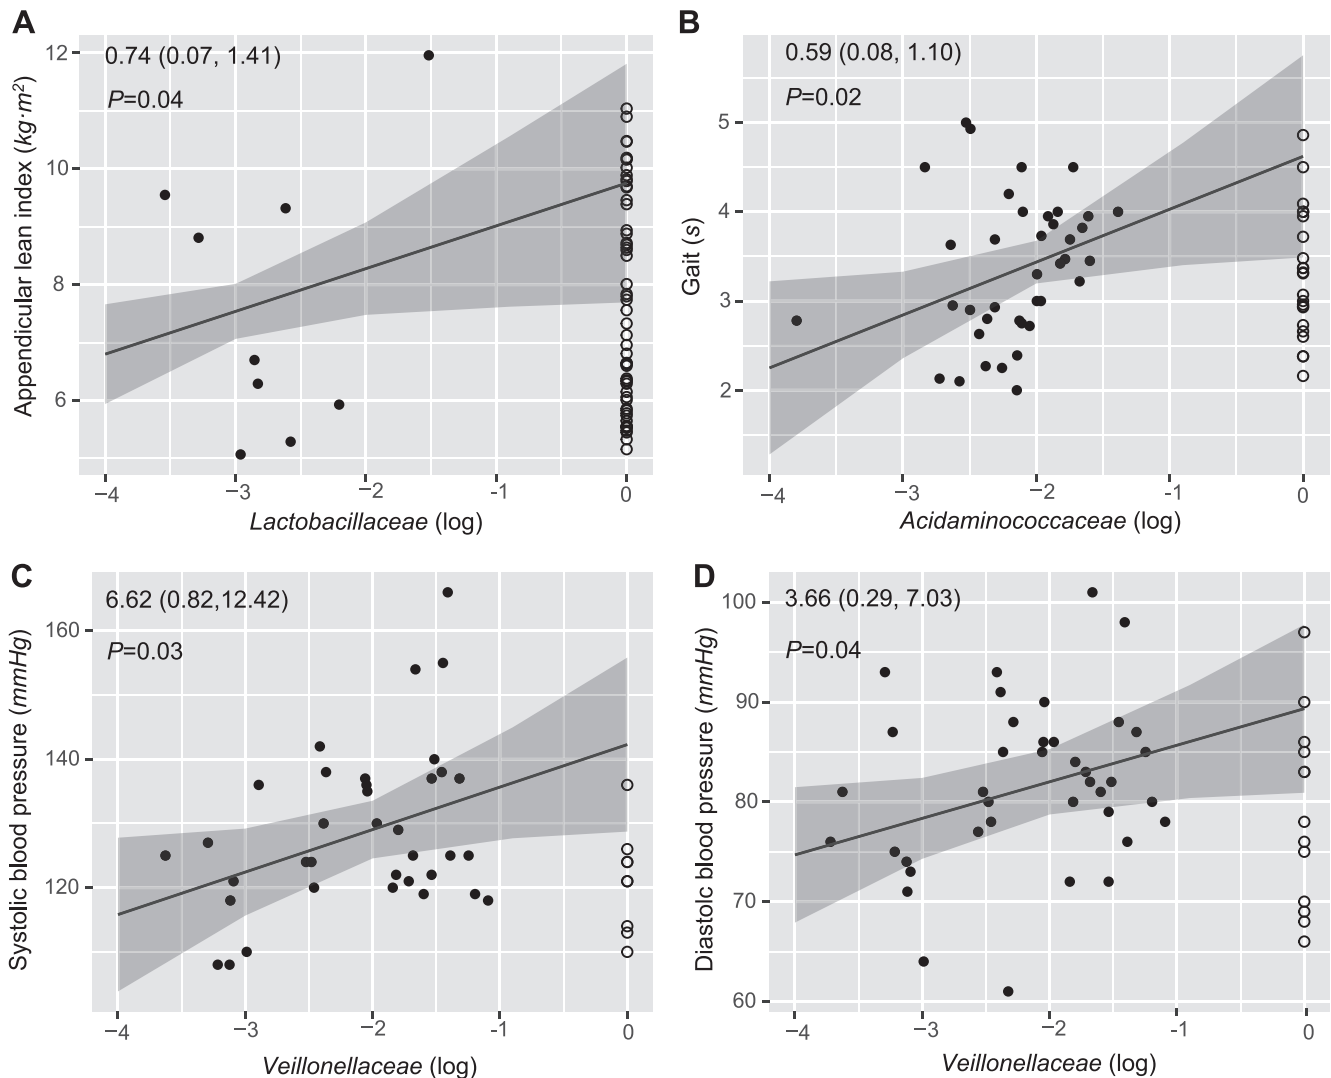 A
0.74 (0.07, 1.41)
P=0.04
12
10
8
6
Appendicular lean index (kg·m²)
−4
−3
−2
-1
0
Lactobacillaceae (log)
B
0.59 (0.08, 1.10)
P=0.02
5
4
3
2
Gait (s)
−4
−3
−2
-1
0
Acidaminococcaceae (log)
C
6.62 (0.82,12.42)
P=0.03
160
140
120
Systolic blood pressure (mmHg)
−4
−3
−2
-1
0
Veillonellaceae (log)
D
3.66 (0.29, 7.03)
P=0.04
100
90
80
70
60
Diastolc blood pressure (mmHg)
−4
−3
−2
-1
0
Veillonellaceae (log)